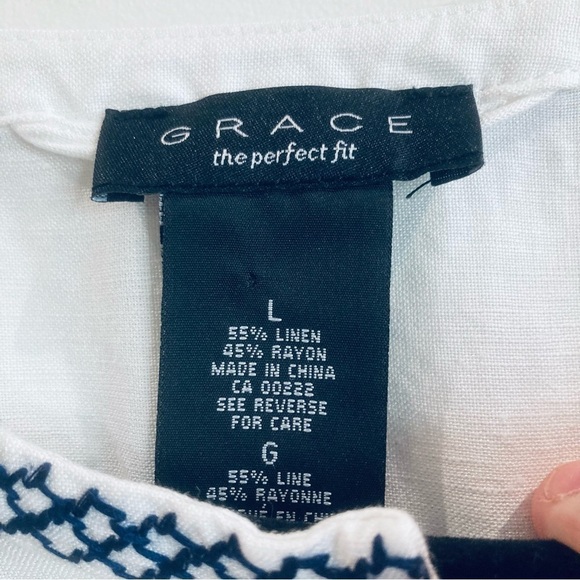 GRACE
the perfect fit
L
55% LINEN
45% RAYON
MADE IN CHINA
CA 00222
SEE REVERSE
FOR CARE
G
55% LINE
45% RAYONNE
EN